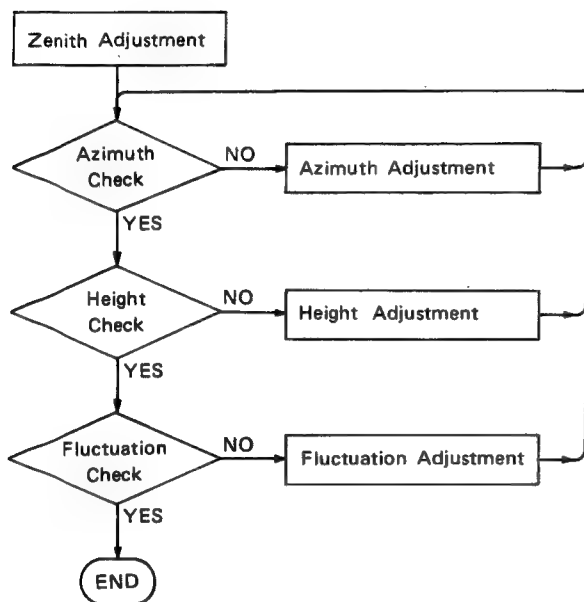 Zenith Adjustment
Azimuth
Check
NO
Azimuth Adjustment
YES
Height
Check
NO
Height Adjustment
YES
Fluctuation
Check
NO
Fluctuation Adjustment
YES
END